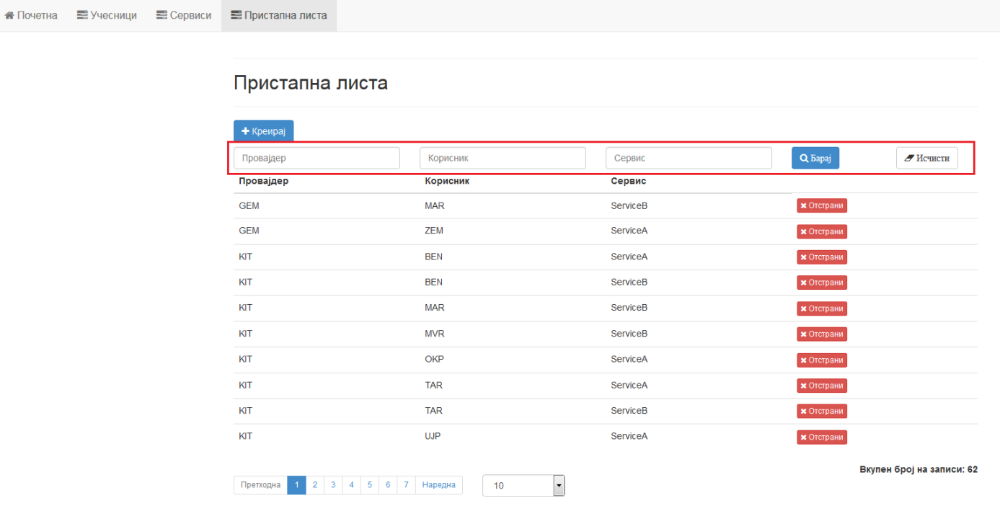 Почетна Учесници Сервиси Пристапна листа
Пристапна листа
Креирај
Провајдер Корисник Сервис Барај Исчисти
Провајдер Корисник Сервис
GEM MAR ServiceB Отстрани
GEM ZEM ServiceA Отстрани
KIT BEN ServiceA Отстрани
KIT BEN ServiceB Отстрани
KIT MAR ServiceB Отстрани
KIT MVR ServiceB Отстрани
KIT OKP ServiceA Отстрани
KIT TAR ServiceA Отстрани
KIT TAR ServiceB Отстрани
KIT UJP ServiceA Отстрани
Вкупен број на записи: 62
Претходна 1 2 3 4 5 6 7 Наредна 10